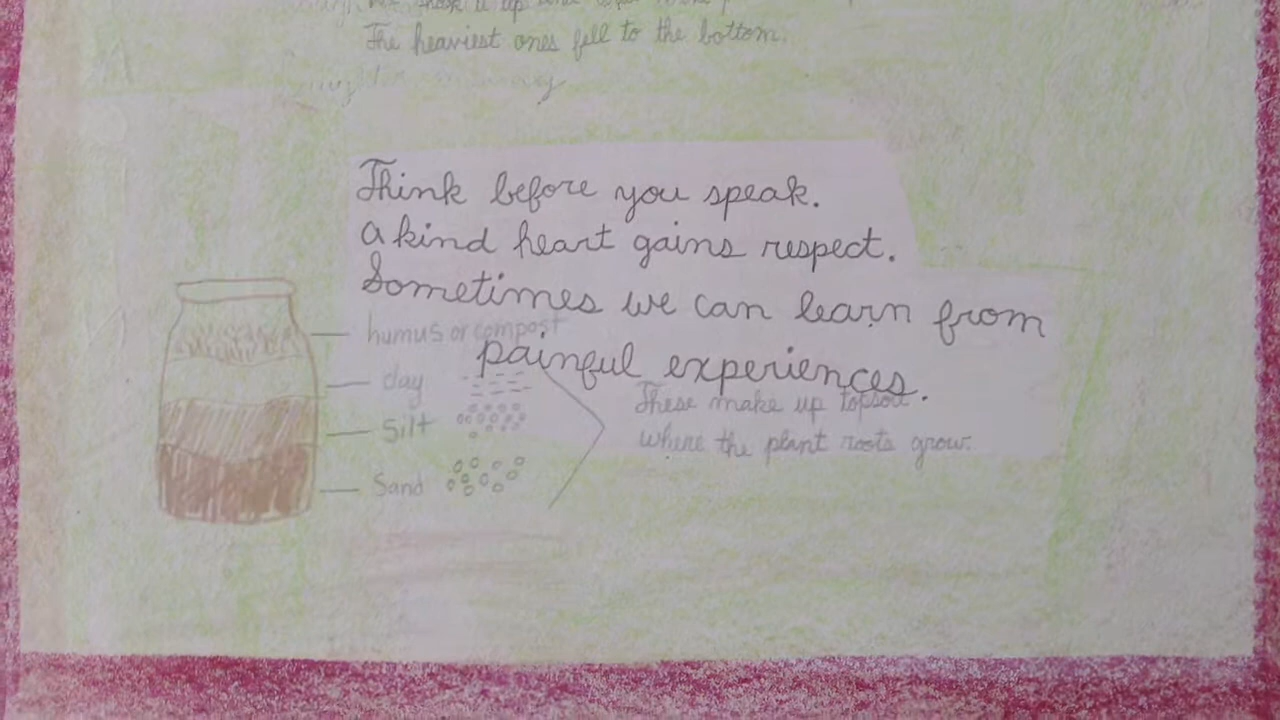 The heaviest ones fell to the bottom.
Think before you speak.
A kind heart gains respect.
Sometimes we can learn from
painful experiences.
humus or compost
clay
Silt
Sand
These make up topsoil
where the plant roots grow.